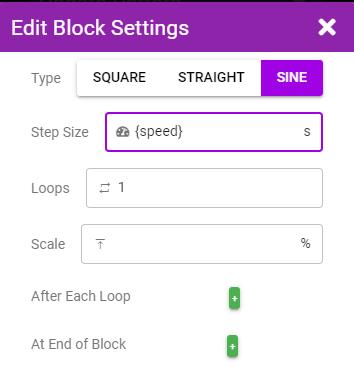 Edit Block Settings
Type SQUARE STRAIGHT SINE
Step Size {speed} s
Loops 1
Scale %
After Each Loop +
At End of Block +